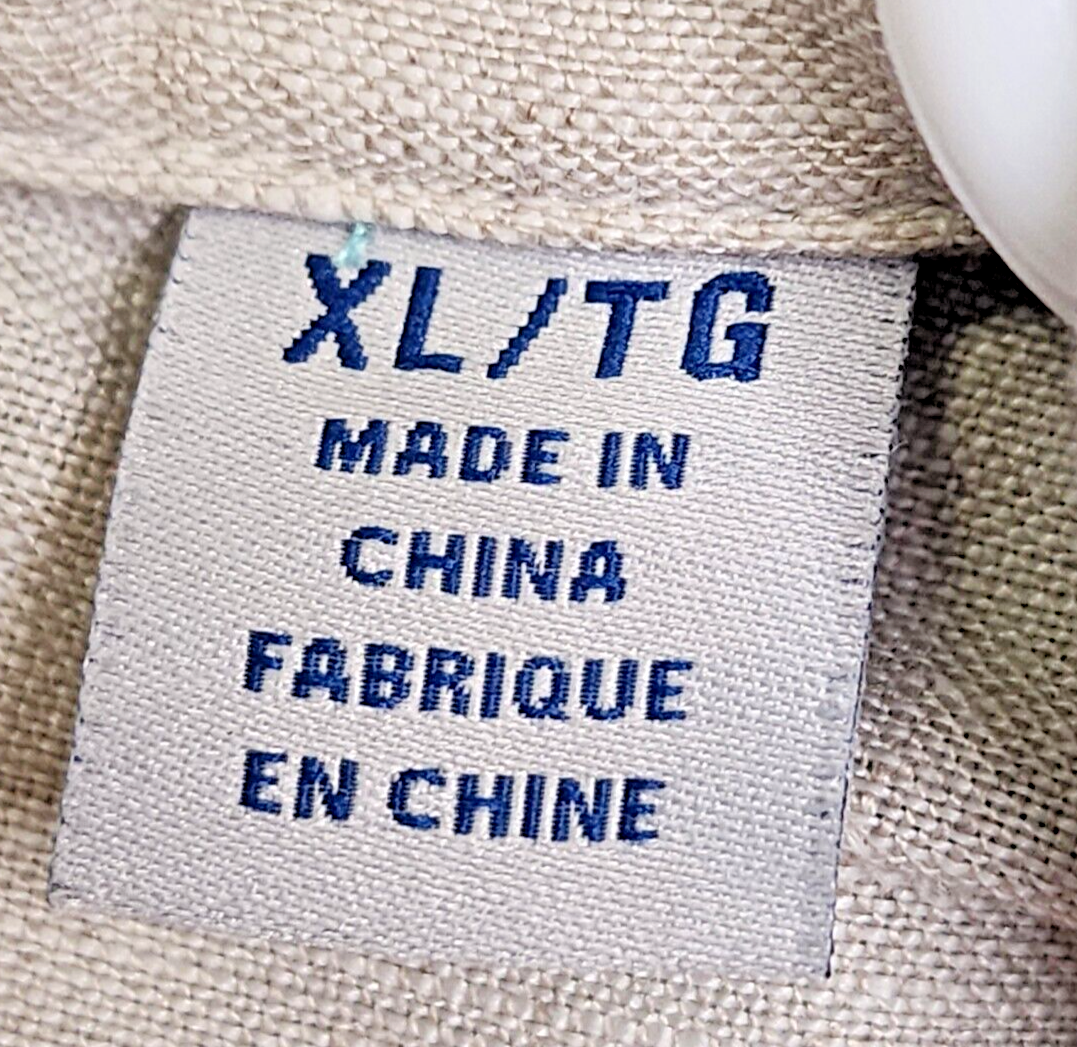 XL/TG
MADE IN
CHINA
FABRIQUE
EN CHINE